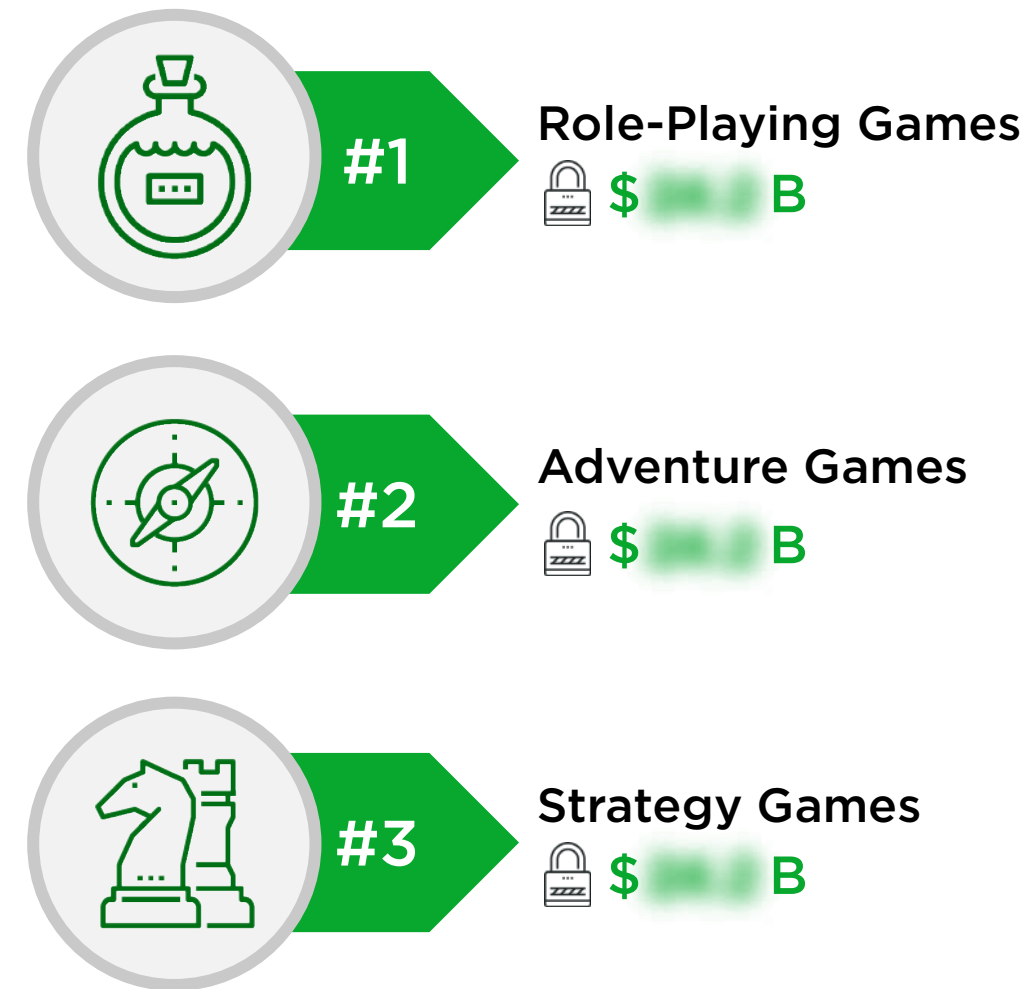 #1
Role-Playing Games
$ B
#2
Adventure Games
$ B
#3
Strategy Games
$ B